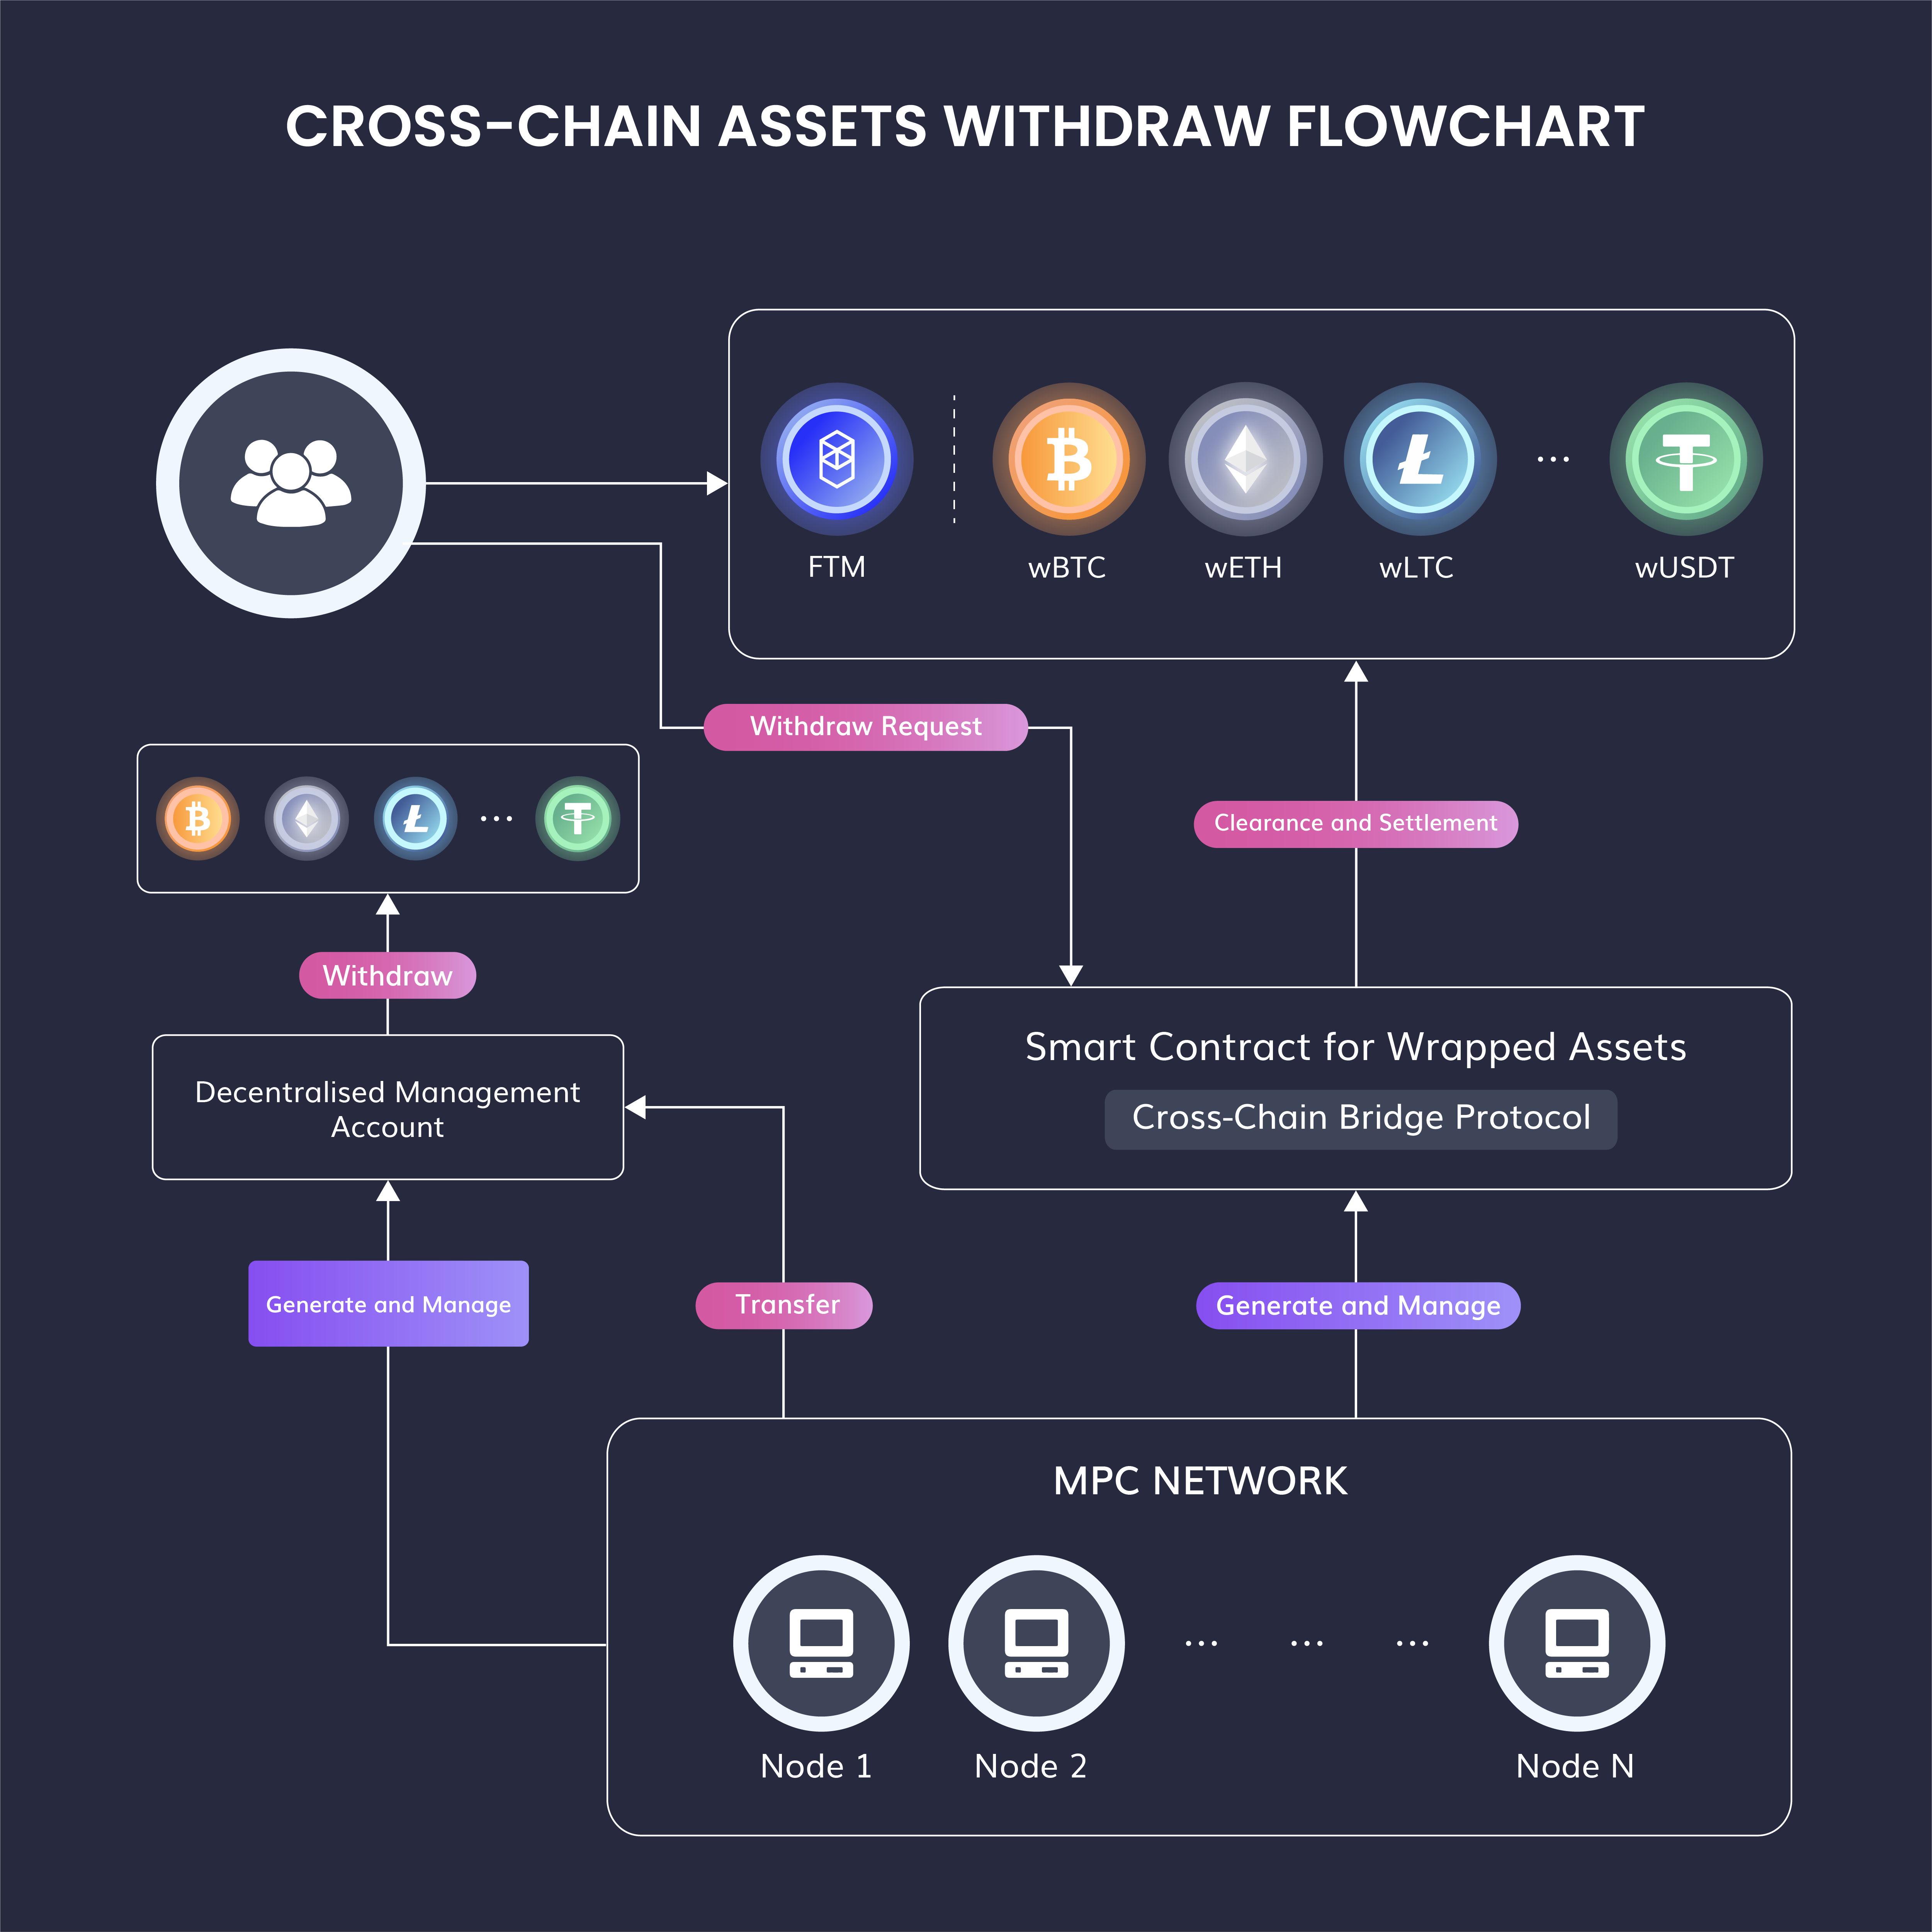 CROSS-CHAIN ASSETS WITHDRAW FLOWCHART
FTM
wBTC
wETH
wLTC
...
wUSDT
Withdraw Request
Clearance and Settlement
...
Withdraw
Smart Contract for Wrapped Assets
Cross-Chain Bridge Protocol
Decentralised Management
Account
Generate and Manage
Transfer
Generate and Manage
MPC NETWORK
... ... ...
Node 1
Node 2
Node N